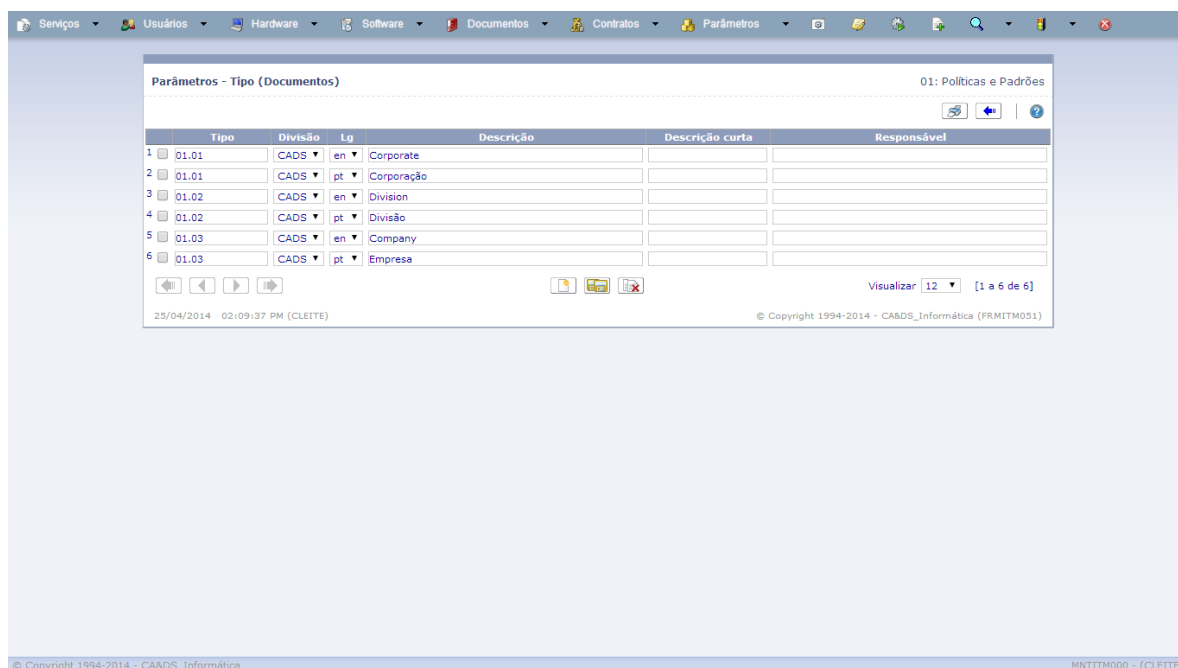 Serviços Usuários Hardware Software Documentos Contratos Parâmetros
Parâmetros - Tipo (Documentos) 01: Políticas e Padrões
Tipo Divisão Lg Descrição Descrição curta Responsável
1 01.01 CADS en Corporate
2 01.01 CADS pt Corporação
3 01.02 CADS en Division
4 01.02 CADS pt Divisão
5 01.03 CADS en Company
6 01.03 CADS pt Empresa
Visualizar 12 [1 a 6 de 6]
25/04/2014 02:09:37 PM (CLEITE) © Copyright 1994-2014 - CA&DS_Informática (FRMITM051)
© Copyright 1994-2014 - CA&DS_Informática MNTITM000 - (CLEITE